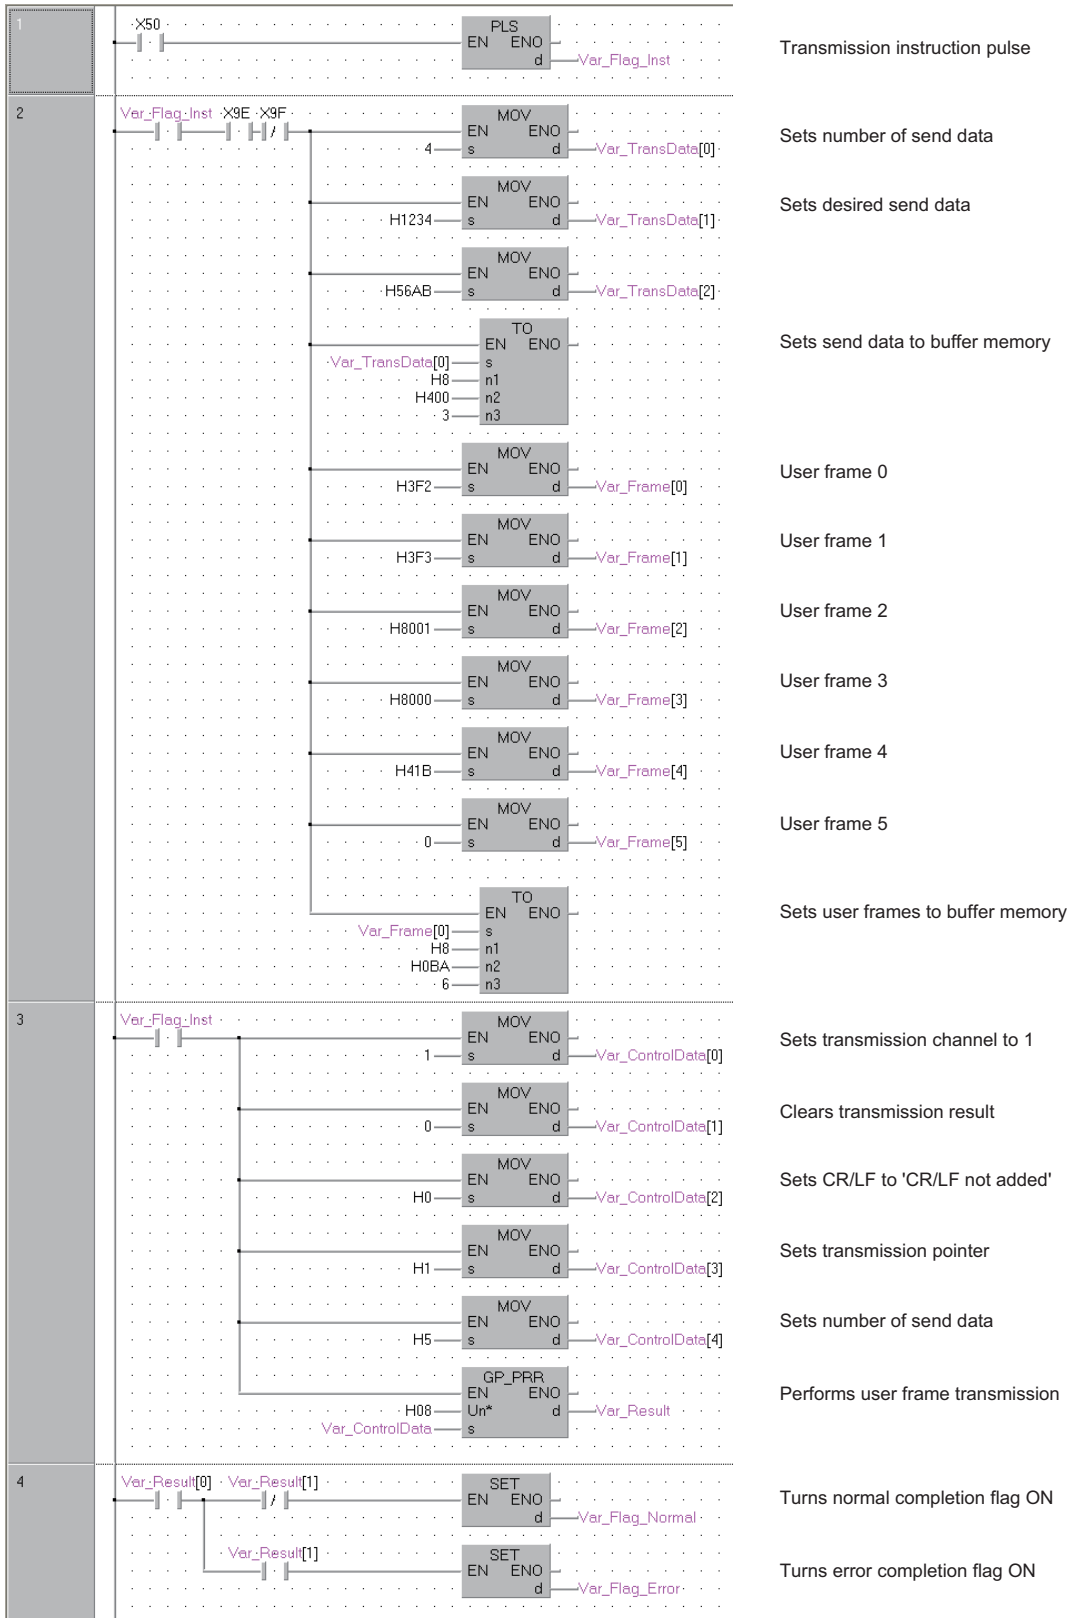 1
X50
PLS
EN ENO
d Var_Flag_Inst
Transmission instruction pulse
2
Var_Flag_Inst X9E X9F
MOV
EN ENO
4 s d Var_TransData[0]
Sets number of send data
MOV
EN ENO
H1234 s d Var_TransData[1]
Sets desired send data
MOV
EN ENO
H56AB s d Var_TransData[2]
TO
EN ENO
Var_TransData[0] s
H8 n1
H400 n2
3 n3
Sets send data to buffer memory
MOV
EN ENO
H3F2 s d Var_Frame[0]
User frame 0
MOV
EN ENO
H3F3 s d Var_Frame[1]
User frame 1
MOV
EN ENO
H8001 s d Var_Frame[2]
User frame 2
MOV
EN ENO
H8000 s d Var_Frame[3]
User frame 3
MOV
EN ENO
H41B s d Var_Frame[4]
User frame 4
MOV
EN ENO
0 s d Var_Frame[5]
User frame 5
TO
EN ENO
Var_Frame[0] s
H8 n1
H0BA n2
6 n3
Sets user frames to buffer memory
3
Var_Flag_Inst
MOV
EN ENO
1 s d Var_ControlData[0]
Sets transmission channel to 1
MOV
EN ENO
0 s d Var_ControlData[1]
Clears transmission result
MOV
EN ENO
H0 s d Var_ControlData[2]
Sets CR/LF to 'CR/LF not added'
MOV
EN ENO
H1 s d Var_ControlData[3]
Sets transmission pointer
MOV
EN ENO
H5 s d Var_ControlData[4]
Sets number of send data
GP_PRR
EN ENO
H08 Un* d Var_Result
Var_ControlData s
Performs user frame transmission
4
Var_Result[0] Var_Result[1]
SET
EN ENO
d Var_Flag_Normal
Turns normal completion flag ON
Var_Result[1]
SET
EN ENO
d Var_Flag_Error
Turns error completion flag ON